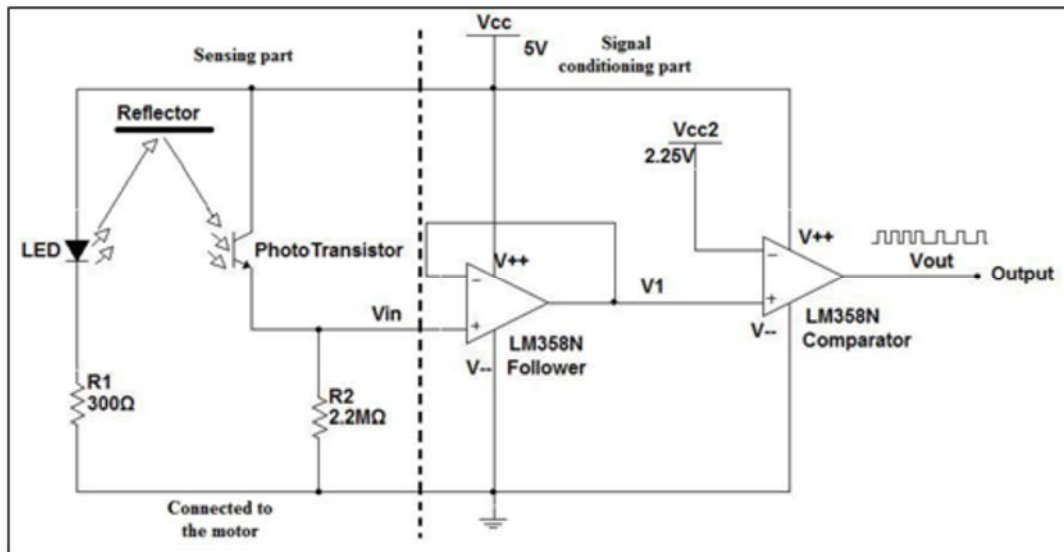 Vcc
5V
Sensing part
Signal
conditioning part
Reflector
Vcc2
2.25V
LED
PhotoTransistor
V++
V++
Vout
Output
Vin
V1
LM358N
Follower
V--
LM358N
Comparator
V--
R1
300Ω
R2
2.2MΩ
Connected to
the motor